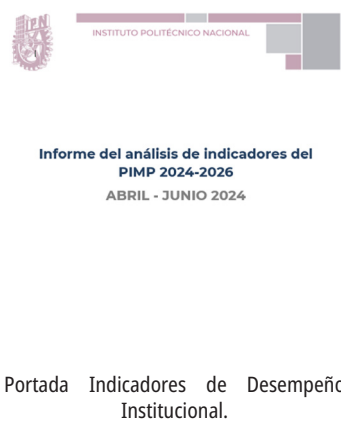 IPN
INSTITUTO POLITÉCNICO NACIONAL
Informe del análisis de indicadores del
PIMP 2024-2026
ABRIL - JUNIO 2024
Portada Indicadores de Desempeño
Institucional.